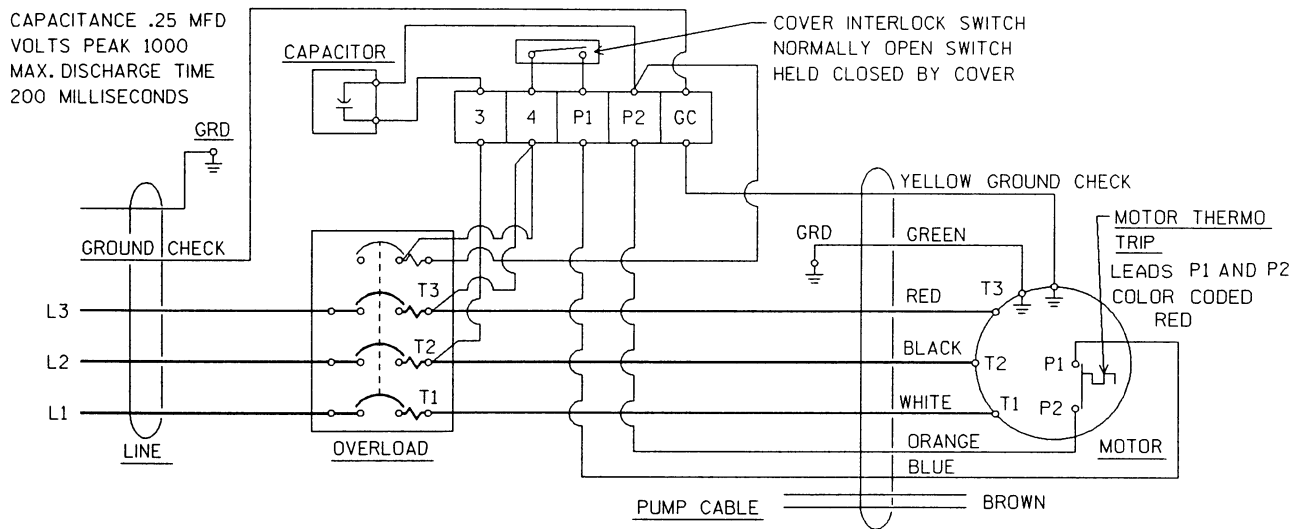 CAPACITANCE .25 MFD
VOLTS PEAK 1000
MAX. DISCHARGE TIME
200 MILLISECONDS
CAPACITOR
COVER INTERLOCK SWITCH
NORMALLY OPEN SWITCH
HELD CLOSED BY COVER
3 4 P1 P2 GC
GRD
YELLOW GROUND CHECK
MOTOR THERMO
TRIP
LEADS P1 AND P2
COLOR CODED
RED
GROUND CHECK
GRD
GREEN
L3
T3
RED
T3
L2
T2
BLACK
T2
P1
L1
T1
WHITE
T1
P2
LINE
OVERLOAD
ORANGE
MOTOR
BLUE
PUMP CABLE
BROWN